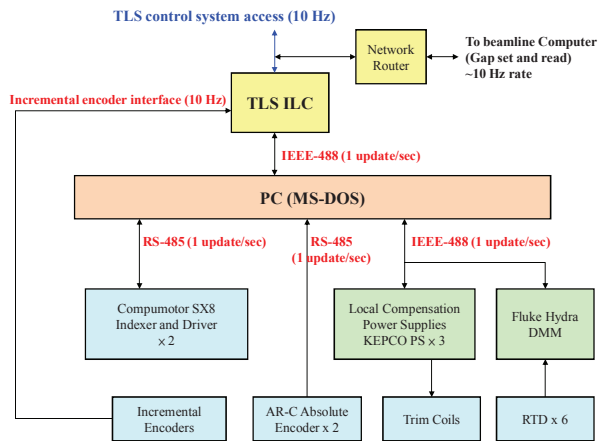 TLS control system access (10 Hz)
Network
Router
To beamline Computer
(Gap set and read)
~10 Hz rate
Incremental encoder interface (10 Hz)
TLS ILC
IEEE-488 (1 update/sec)
PC (MS-DOS)
RS-485 (1 update/sec)
RS-485
(1 update/sec)
IEEE-488 (1 update/sec)
Compumotor SX8
Indexer and Driver
× 2
Local Compensation
Power Supplies
KEPCO PS × 3
Fluke Hydra
DMM
Incremental
Encoders
AR-C Absolute
Encoder x 2
Trim Coils
RTD x 6